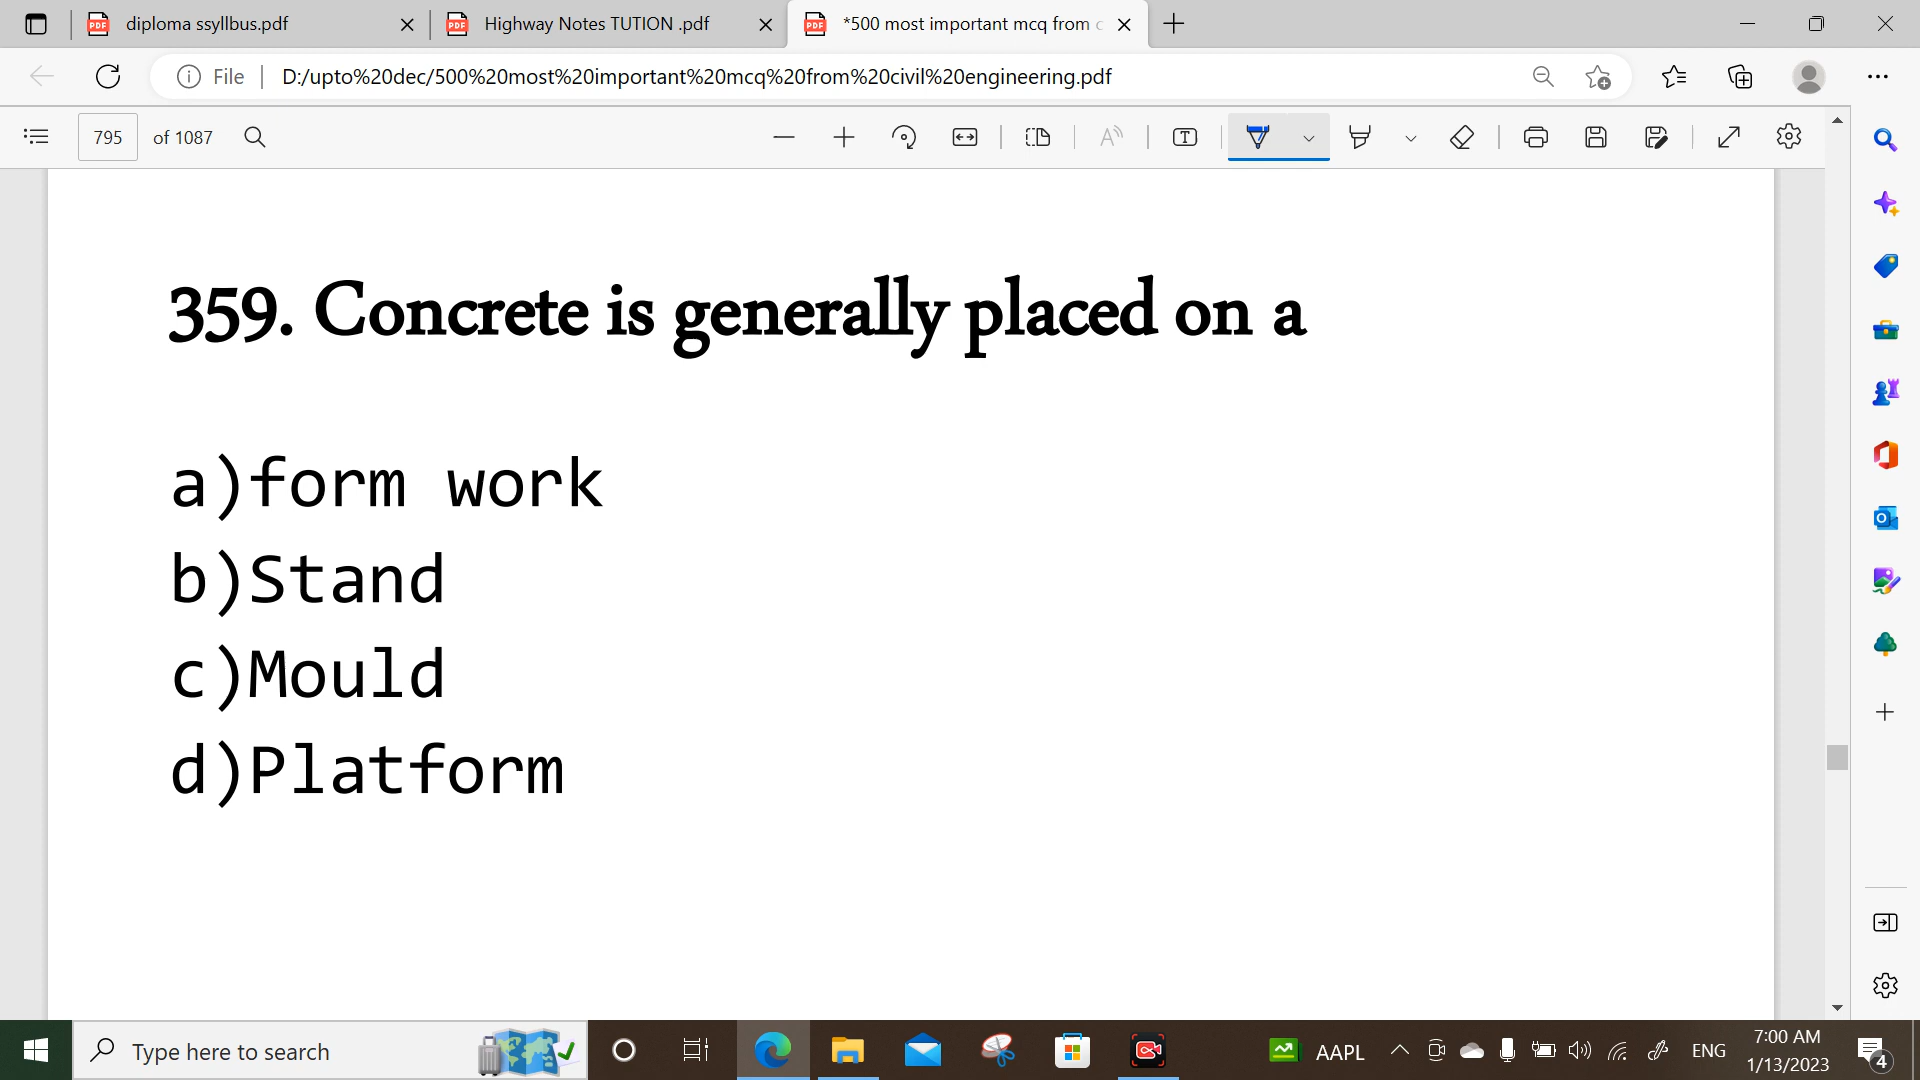 diploma ssyllbus.pdf
Highway Notes TUTION .pdf
*500 most important mcq from c
File
D:/upto%20dec/500%20most%20important%20mcq%20from%20civil%20engineering.pdf
795 of 1087
359. Concrete is generally placed on a
a)form work
b)Stand
c)Mould
d)Platform
Type here to search
AAPL
ENG
7:00 AM
1/13/2023
4